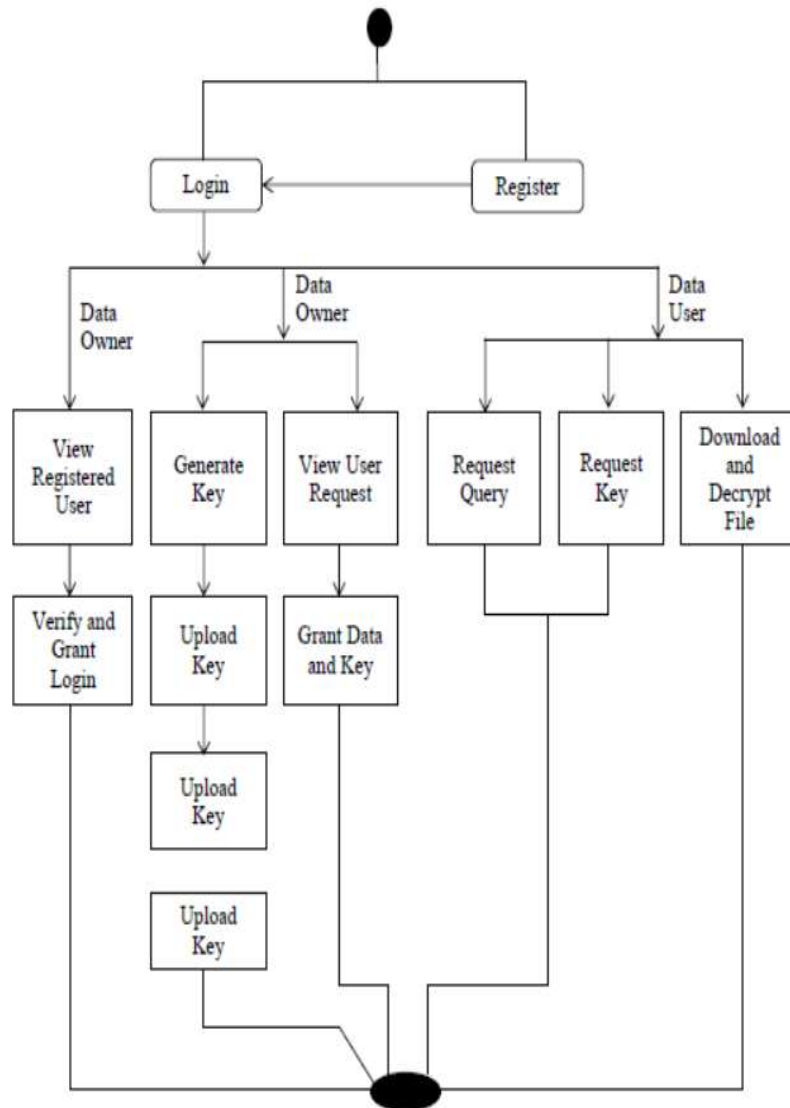 Login
Register
Data
Owner
Data
Owner
Data
User
View
Registered
User
Generate
Key
View User
Request
Request
Query
Request
Key
Download
and
Decrypt
File
Verify and
Grant
Login
Upload
Key
Grant Data
and Key
Upload
Key
Upload
Key